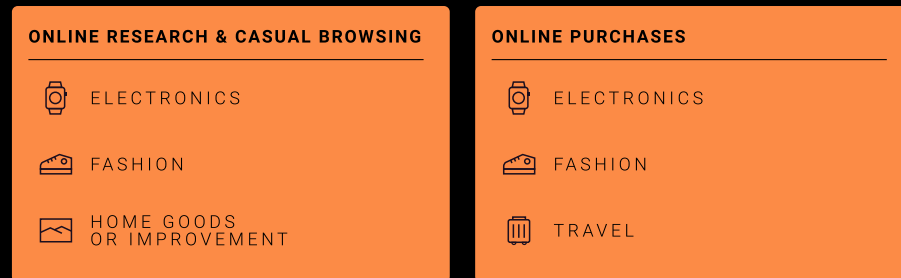 ONLINE RESEARCH & CASUAL BROWSING
ELECTRONICS
FASHION
HOME GOODS
OR IMPROVEMENT
ONLINE PURCHASES
ELECTRONICS
FASHION
TRAVEL